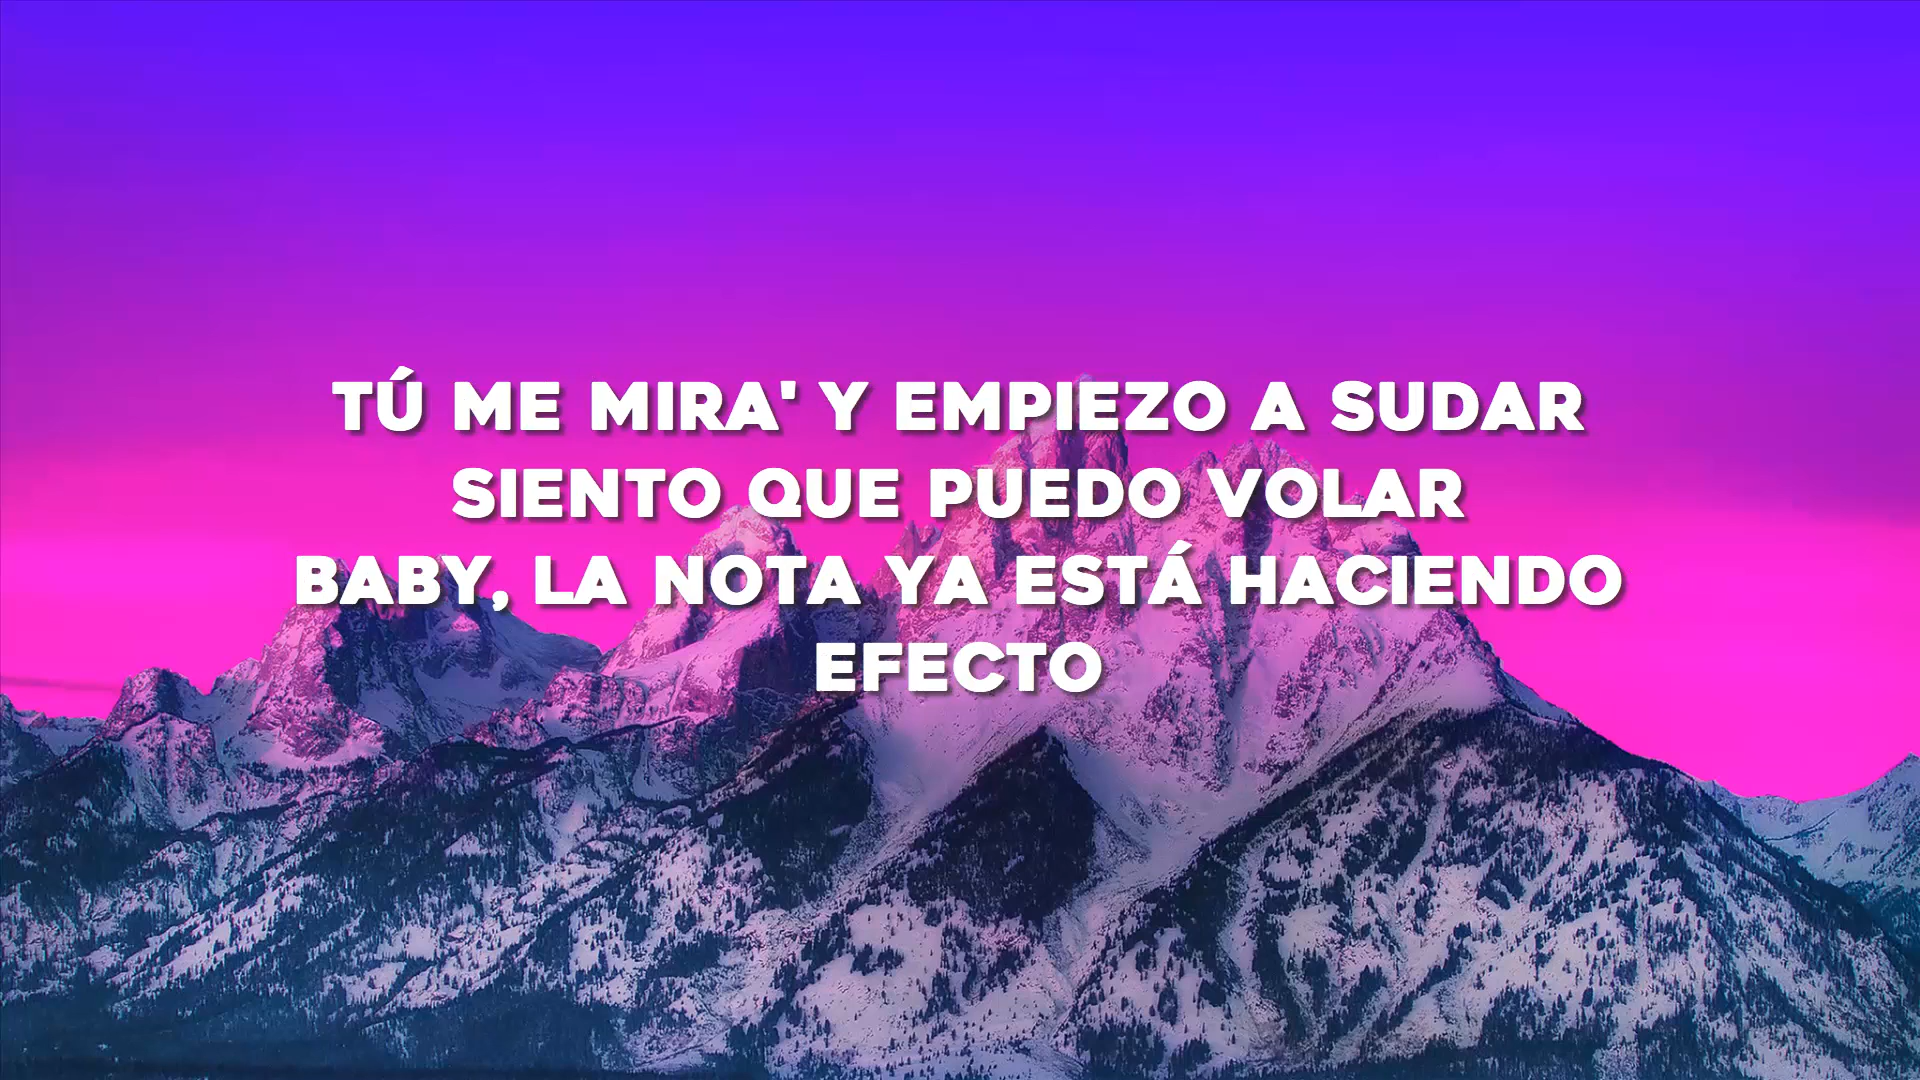 TÚ ME MIRA' Y EMPIEZO A SUDAR
SIENTO QUE PUEDO VOLAR
BABY, LA NOTA YA ESTÁ HACIENDO
EFECTO